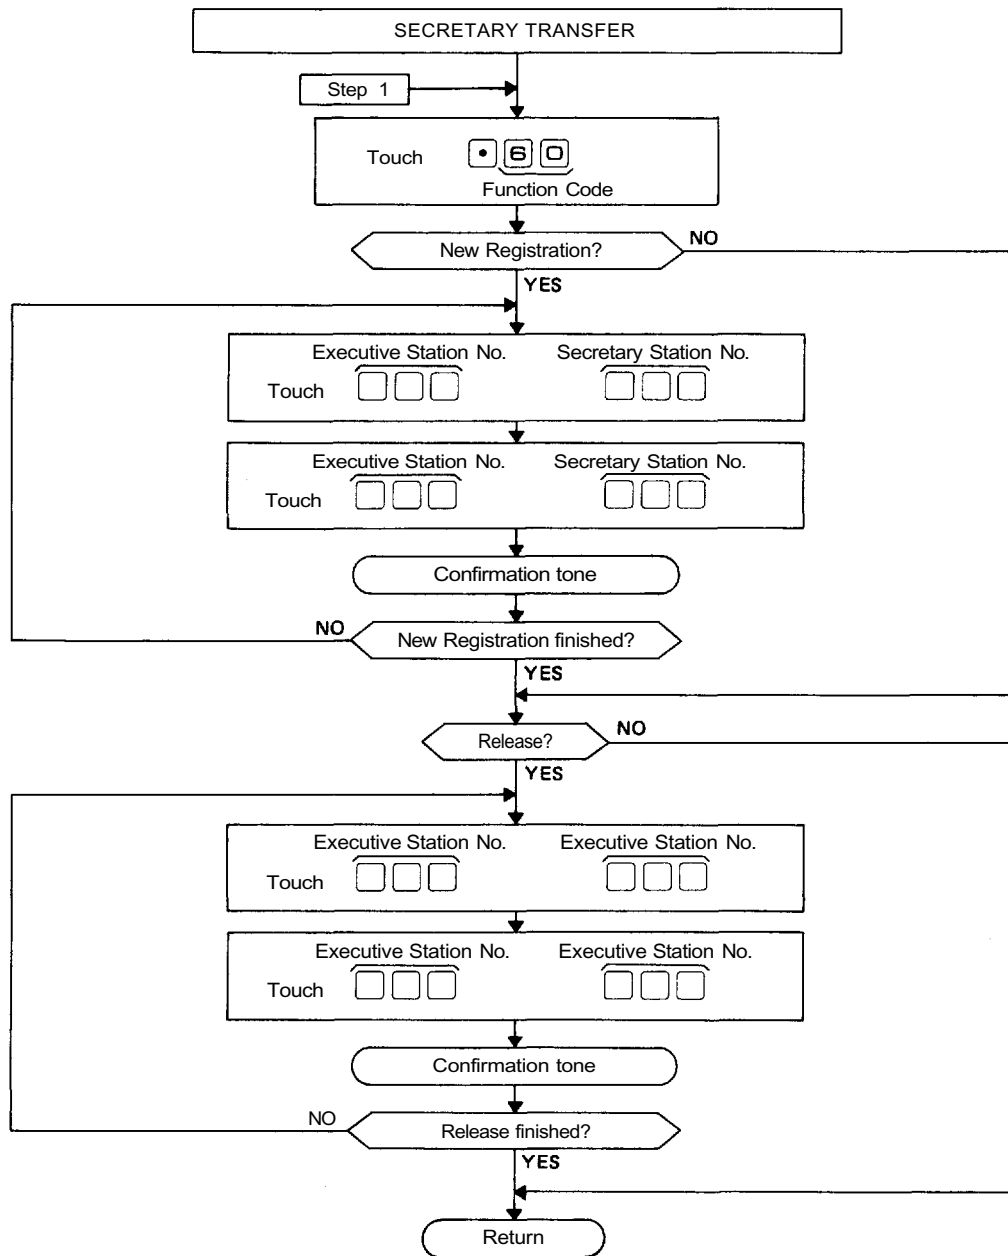 SECRETARY TRANSFER
Step 1
Touch • 6 0
Function Code
New Registration? NO
YES
Executive Station No. Secretary Station No.
Touch
Executive Station No. Secretary Station No.
Touch
Confirmation tone
NO New Registration finished?
YES
Release? NO
YES
Executive Station No. Executive Station No.
Touch
Executive Station No. Executive Station No.
Touch
Confirmation tone
NO Release finished?
YES
Return